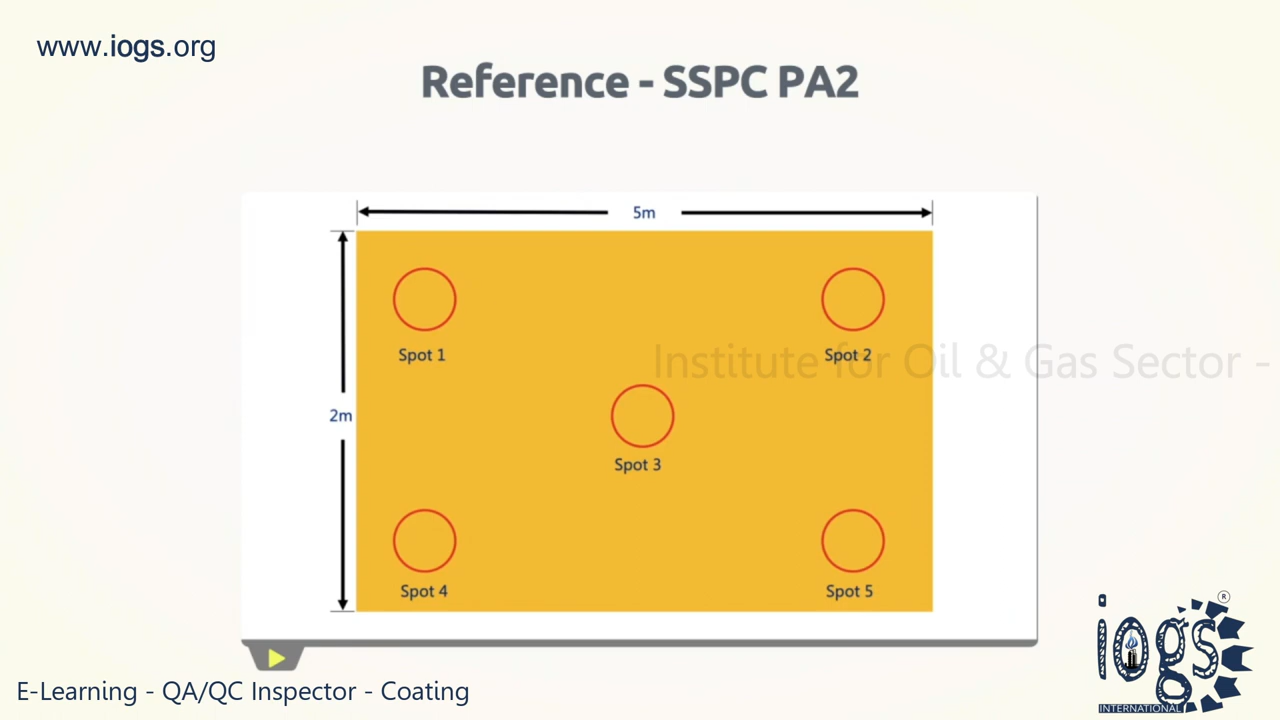 www.iogs.org
Reference - SSPC PA2
5m
Spot 1
Spot 2
Institute for Oil & Gas Sector -
2m
Spot 3
Spot 4
Spot 5
iogs
®
INTERNATIONAL
E-Learning - QA/QC Inspector - Coating